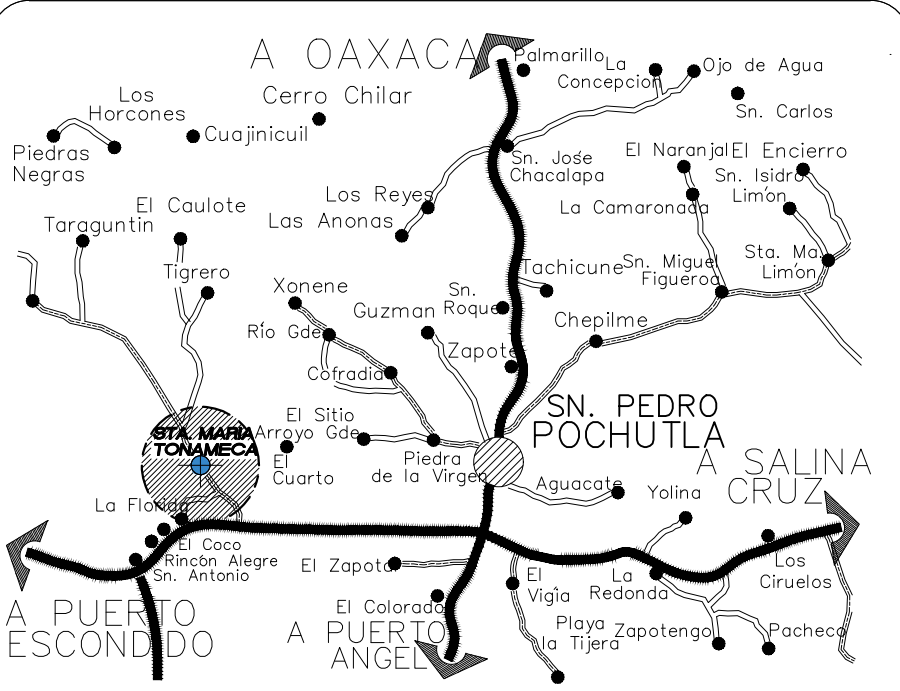 A OAXACA
Palmarillo
La
Concepcion
Ojo de Agua
Sn. Carlos
Los
Horcones
Cerro Chilar
Cuajinicuil
Piedras
Negras
Sn. José
Chacalapa
El Naranjal
El Encierro
Sn. Isidro
Limón
La Camaronada
Los Reyes
Las Anonas
El Caulote
Taraguntin
Tigrero
Sta. Ma.
Limón
Sn. Miguel
Figueroa
Tachicune
Xonene
Sn.
Roque
Guzman
Río Gde
Chepilme
Zapote
Cofradia
SN. PEDRO
POCHUTLA
El Sitio
Arroyo Gde
STA. MARÍA
TONAMECA
El
Cuarto
Piedra
de la Virgen
A SALINA
CRUZ
Aguacate
Yolina
La Florida
El Coco
Rincón Alegre
Sn. Antonio
El Zapote
El
Vigía
La
Redonda
Los
Ciruelos
El Colorado
A PUERTO
ESCONDIDO
A PUERTO
ANGEL
Playa
la Tijera
Zapotengo
Pacheco